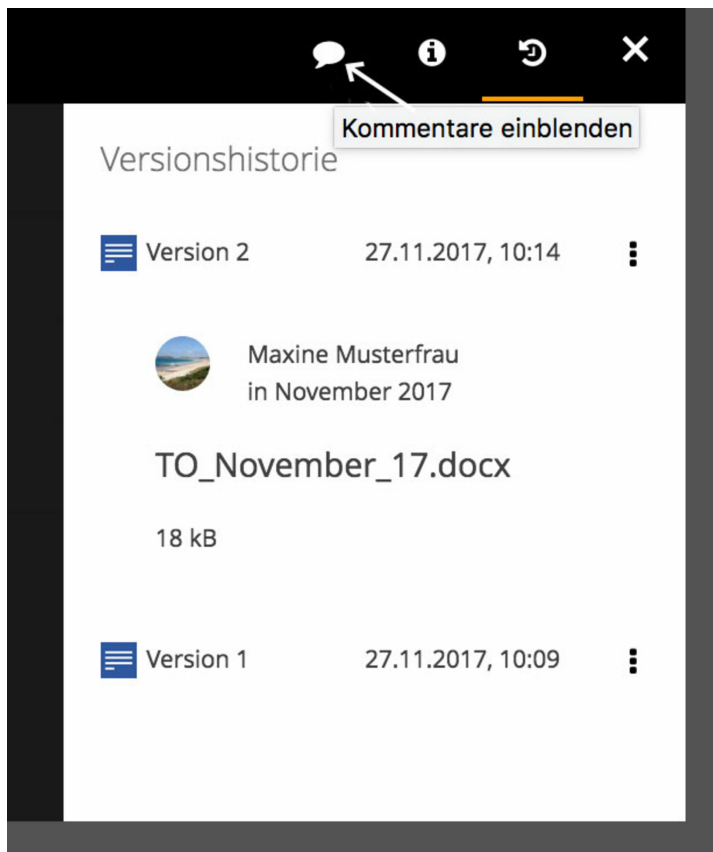 Kommentare einblenden
Versionshistorie
Version 2 27.11.2017, 10:14
Maxine Musterfrau
in November 2017
TO_November_17.docx
18 kB
Version 1 27.11.2017, 10:09